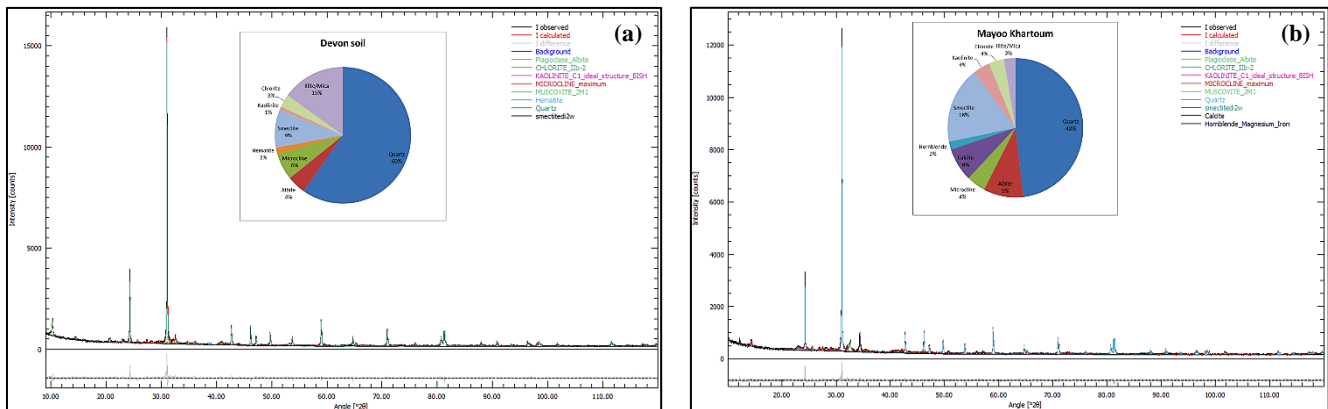 (a)
Devon soil
Illite/Mica
15%
Chlorite
3%
Kaolinite
1%
Smectite
9%
Hematite
2%
Microcline
6%
Albite
4%
Quartz
60%
I observed
I calculated
I difference
Background
Plagioclase_Albite
CHLORITE_IIb-2
KAOLINITE_C1_ideal_structure_BISH
MICROCLINE_maximum
MUSCOVITE_2M1
Hematite
Quartz
smectitedi2w
Intensity [counts]
15000
10000
5000
0
10.00 20.00 30.00 40.00 50.00 60.00 70.00 80.00 90.00 100.00 110.00
Angle [°2θ]
(b)
Mayoo Khartoum
Illite/Mica
3%
Chlorite
4%
Kaolinite
4%
Smectite
Hornblende
2%
Calcite
8%
Microcline
4%
Albite
9%
Quartz
48%
I observed
I calculated
I difference
Background
Plagioclase_Albite
CHLORITE_IIb-2
KAOLINITE_C1_ideal_structure_BISH
MICROCLINE_maximum
MUSCOVITE_2M1
Quartz
smectitedi2w
Calcite
Hornblende_Magnesium_Iron
Intensity [counts]
12000
10000
8000
6000
4000
2000
0
20.00 30.00 40.00 50.00 60.00 70.00 80.00 90.00 100.00 110.00
Angle [°2θ]